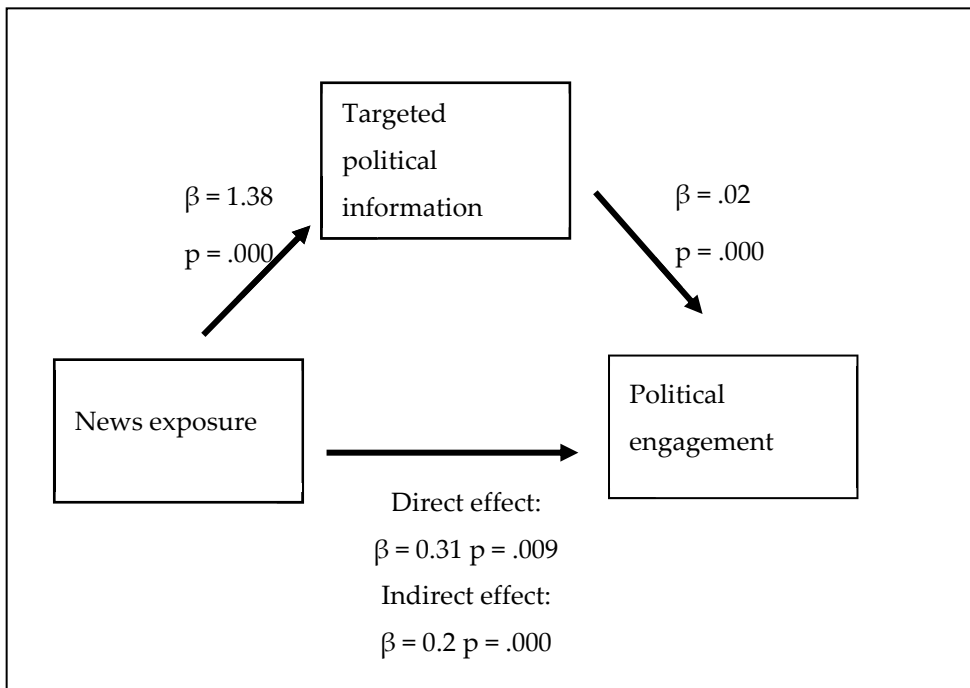 Targeted
political
information
β = 1.38
p = .000
β = .02
p = .000
News exposure
Political
engagement
Direct effect:
β = 0.31 p = .009
Indirect effect:
β = 0.2 p = .000